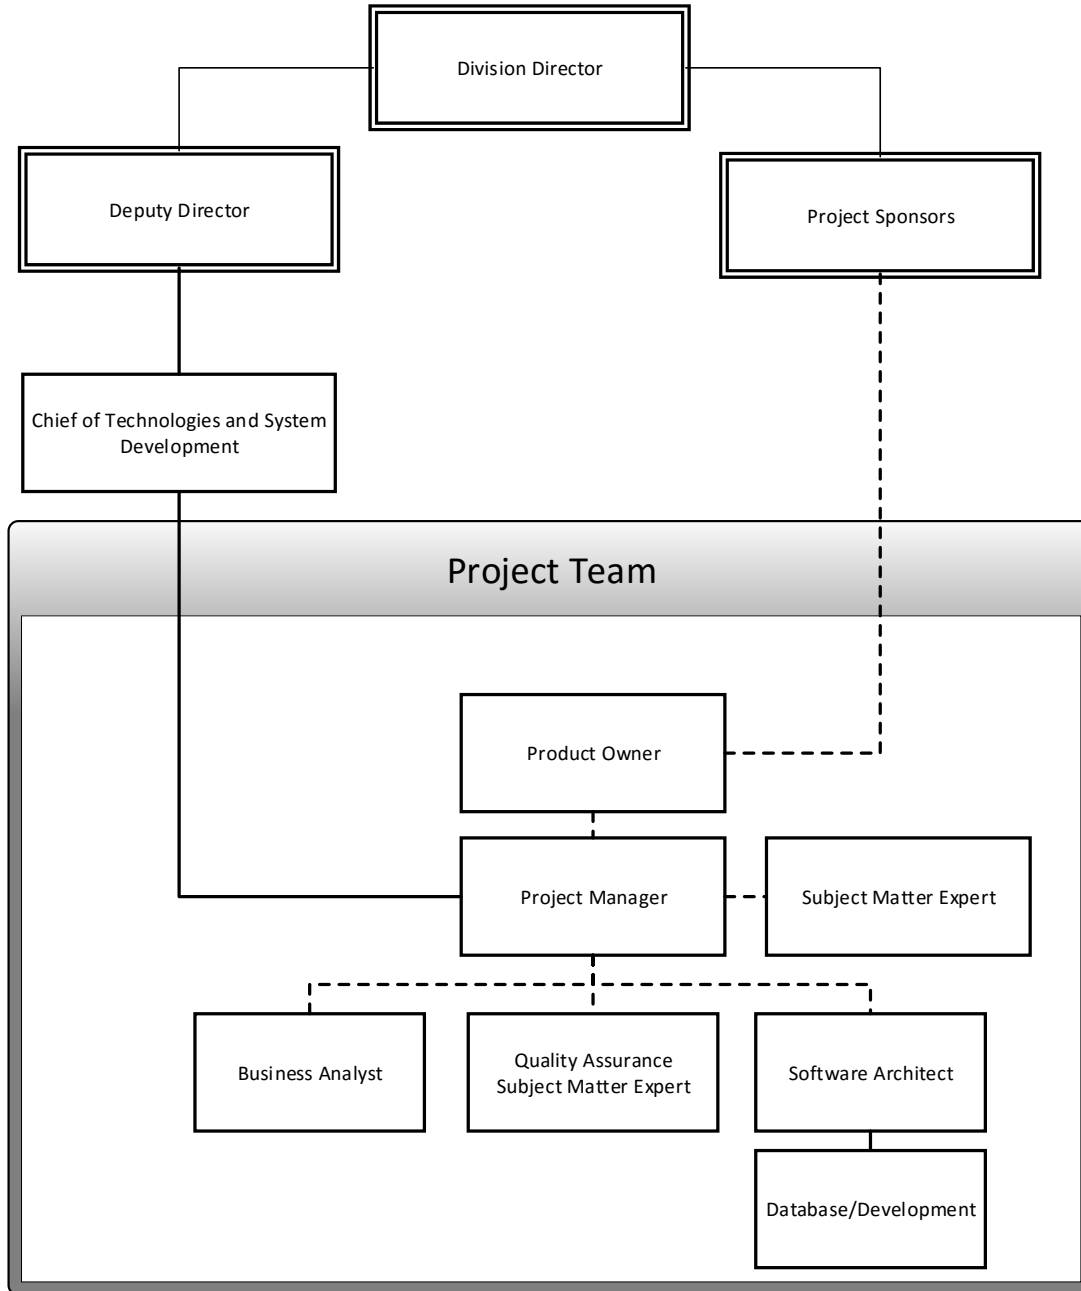 Division Director
Deputy Director
Project Sponsors
Chief of Technologies and System
Development
Project Team
Product Owner
Project Manager
Subject Matter Expert
Business Analyst
Quality Assurance
Subject Matter Expert
Software Architect
Database/Development